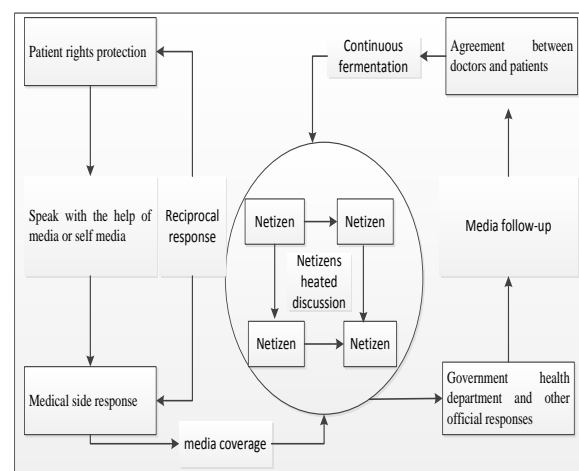 Patient rights protection
Speak with the help of
media or self media
Reciprocal
response
Medical side response
media coverage
Continuous
fermentation
Netizen
Netizen
Netizens
heated
discussion
Netizen
Netizen
Agreement between
doctors and patients
Media follow-up
Government health
department and other
official responses